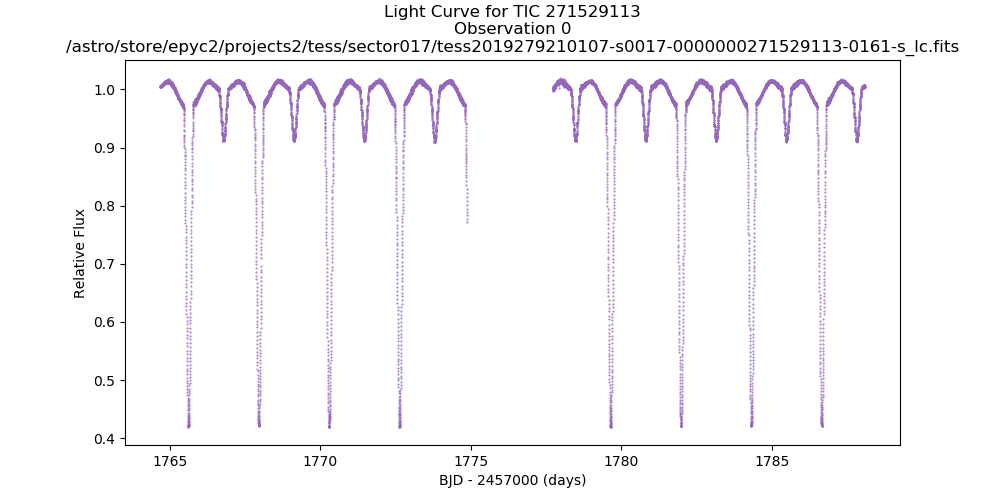 Light Curve for TIC 271529113
Observation 0
/astro/store/epyc2/projects2/tess/sector017/tess2019279210107-s0017-0000000271529113-0161-s_lc.fits
1.0
0.9
0.8
0.7
0.6
0.5
0.4
Relative Flux
1765
1770
1775
1780
1785
BJD - 2457000 (days)